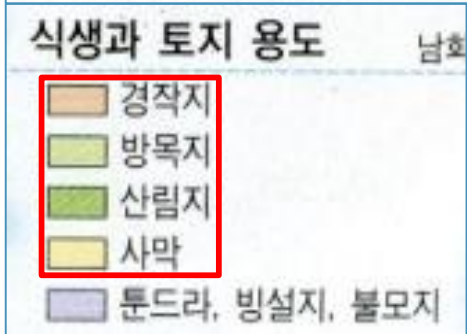 식생과 토지 용도
경작지
방목지
산림지
사막
툰드라, 빙설지, 불모지